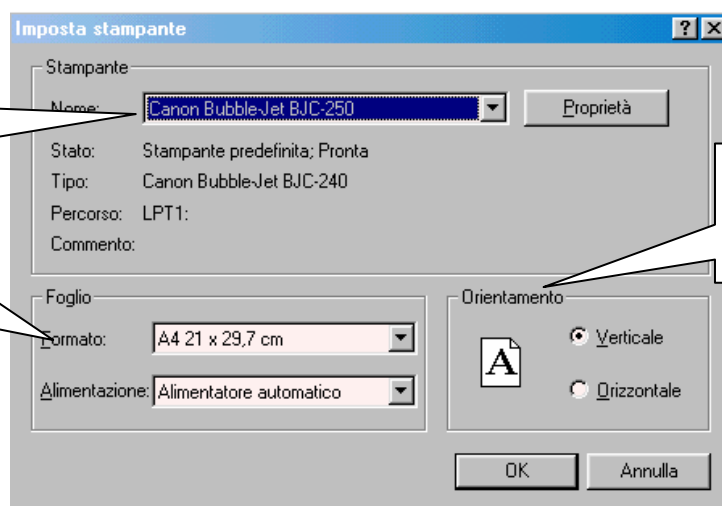 Imposta stampante
Stampante
Nome: Canon Bubble-Jet BJC-250 Proprietà
Stato: Stampante predefinita; Pronta
Tipo: Canon Bubble-Jet BJC-240
Percorso: LPT1:
Commento:
Foglio
Formato: A4 21 x 29,7 cm
Alimentazione: Alimentatore automatico
Orientamento
A
Verticale
Orizzontale
OK Annulla